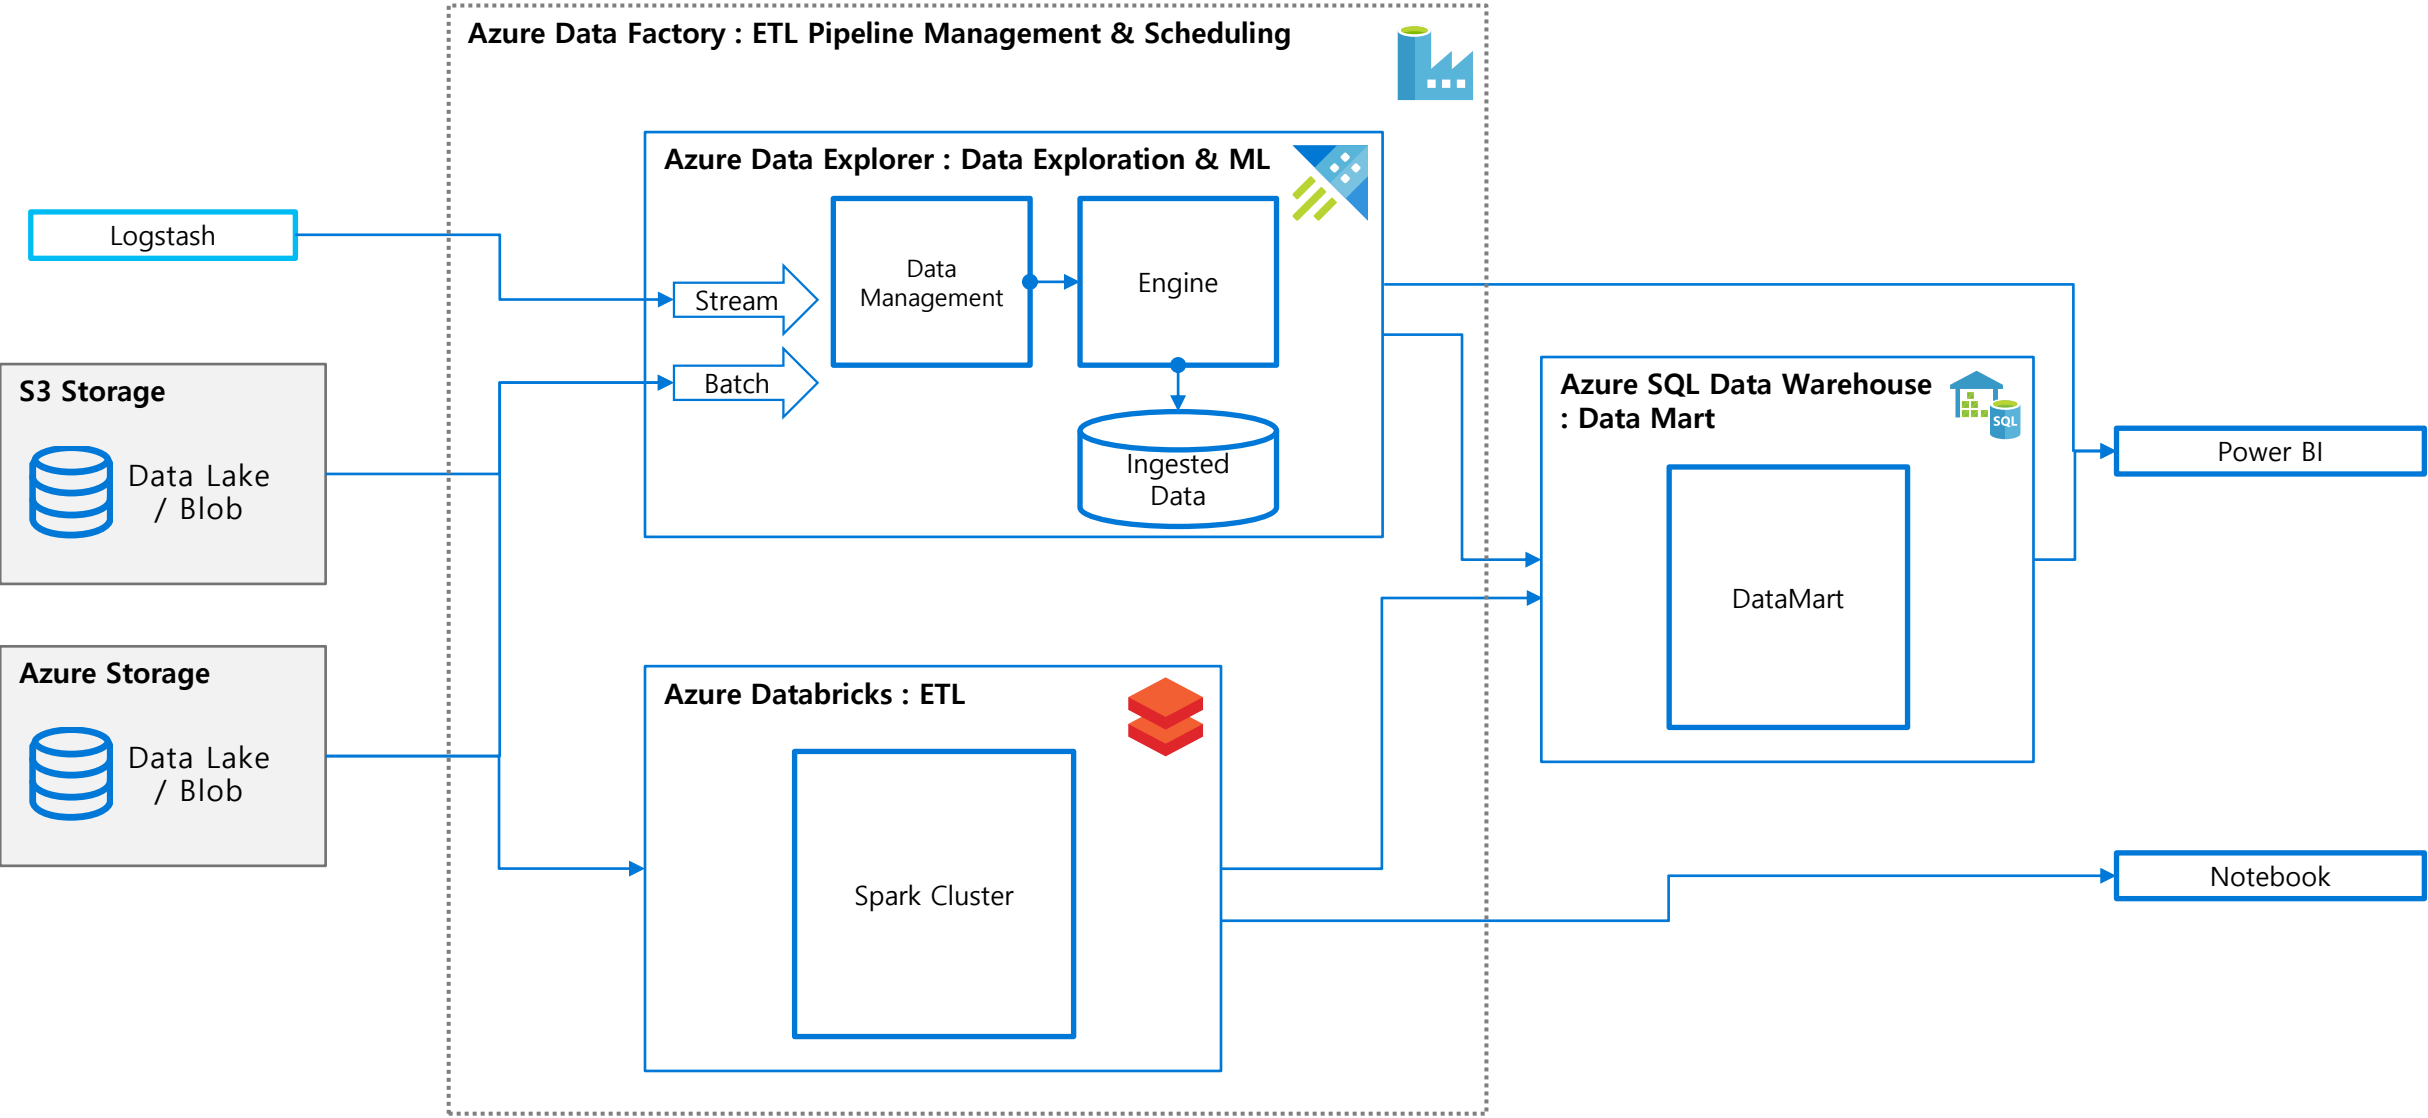 Azure Data Factory : ETL Pipeline Management & Scheduling
Azure Data Explorer : Data Exploration & ML
Logstash
Stream
Batch
Data
Management
Engine
Ingested
Data
S3 Storage
Data Lake
/ Blob
Azure SQL Data Warehouse
: Data Mart
SQL
DataMart
Power BI
Azure Storage
Data Lake
/ Blob
Azure Databricks : ETL
Spark Cluster
Notebook